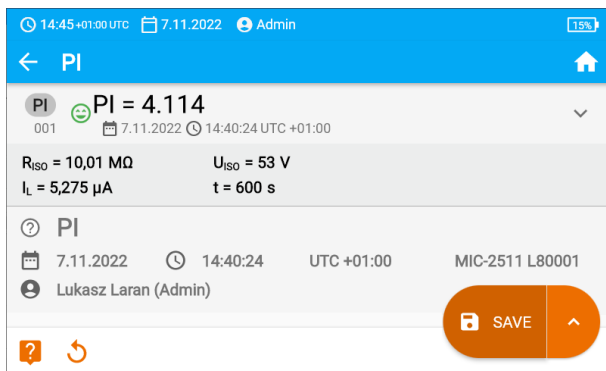 14:45 +01:00 UTC 7.11.2022 Admin 15%
PI
PI PI = 4.114
001 7.11.2022 14:40:24 UTC +01:00
RISO = 10,01 MΩ UISO = 53 V
IL = 5,275 µA t = 600 s
? PI
7.11.2022 14:40:24 UTC +01:00 MIC-2511 L80001
Lukasz Laran (Admin)
SAVE
?